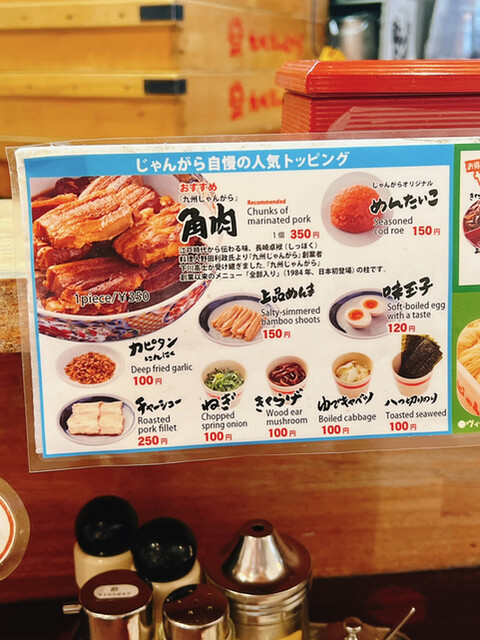 じゃんがら自慢の人気トッピング
おすすめ
九州じゃんがら』
角肉
Recommended
Chunks of
marinated pork
1個 350円
江戸時代から伝わる味、長崎卓袱（しっぽく）
料理人野田利政氏より『九州じゃんがら』創業者
下川高士が受け継ぎました。『九州じゃんがら』
創業以来のメニュー「全部入り」（1984年、日本初登場）の柱です。
1piece/¥350
じゃんがらオリジナル
めんたいこ
Seasoned
cod roe 150円
上品めんま
Salty-simmered
bamboo shoots
150円
味玉子
Soft-boiled egg
with a taste
120円
カピタン
にんにく
Deep fried garlic
100円
チャーシュー
Roasted
pork fillet
250円
ねぎ
Chopped
spring onion
100円
きくらげ
Wood ear
mushroom
100円
ゆでキャベツ
Boiled cabbage
100円
八つ切りのり
Toasted seaweed
100円